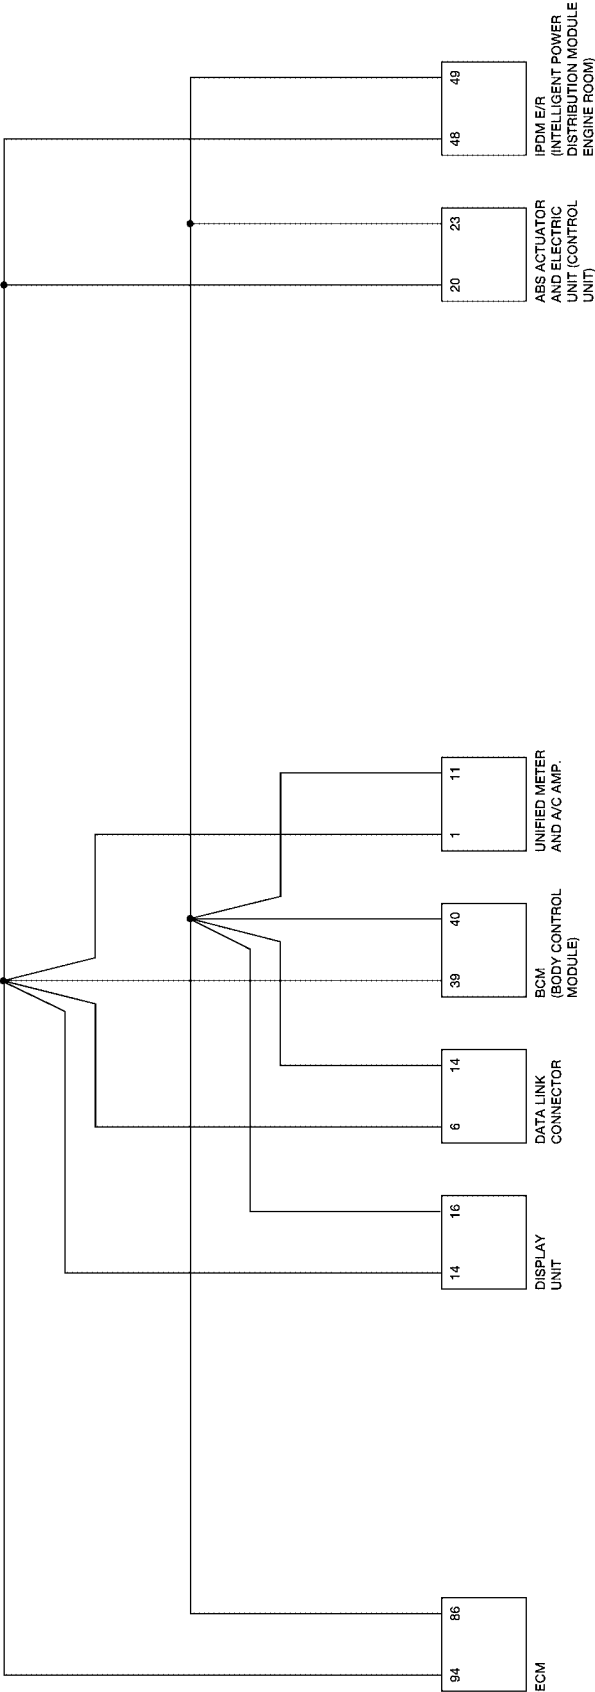 94
86
ECM
14
16
DISPLAY
UNIT
6
14
DATA LINK
CONNECTOR
39
40
BCM
(BODY CONTROL
MODULE)
1
11
UNIFIED METER
AND A/C AMP.
20
23
ABS ACTUATOR
AND ELECTRIC
UNIT (CONTROL
UNIT)
48
49
IPDM E/R
(INTELLIGENT POWER
DISTRIBUTION MODULE
ENGINE ROOM)